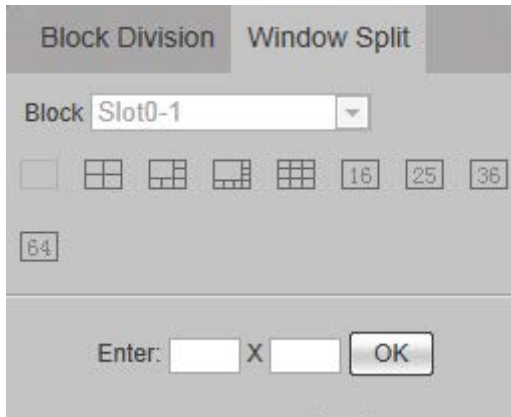 Block Division Window Split
Block Slot0-1
16 25 36
64
Enter: X OK